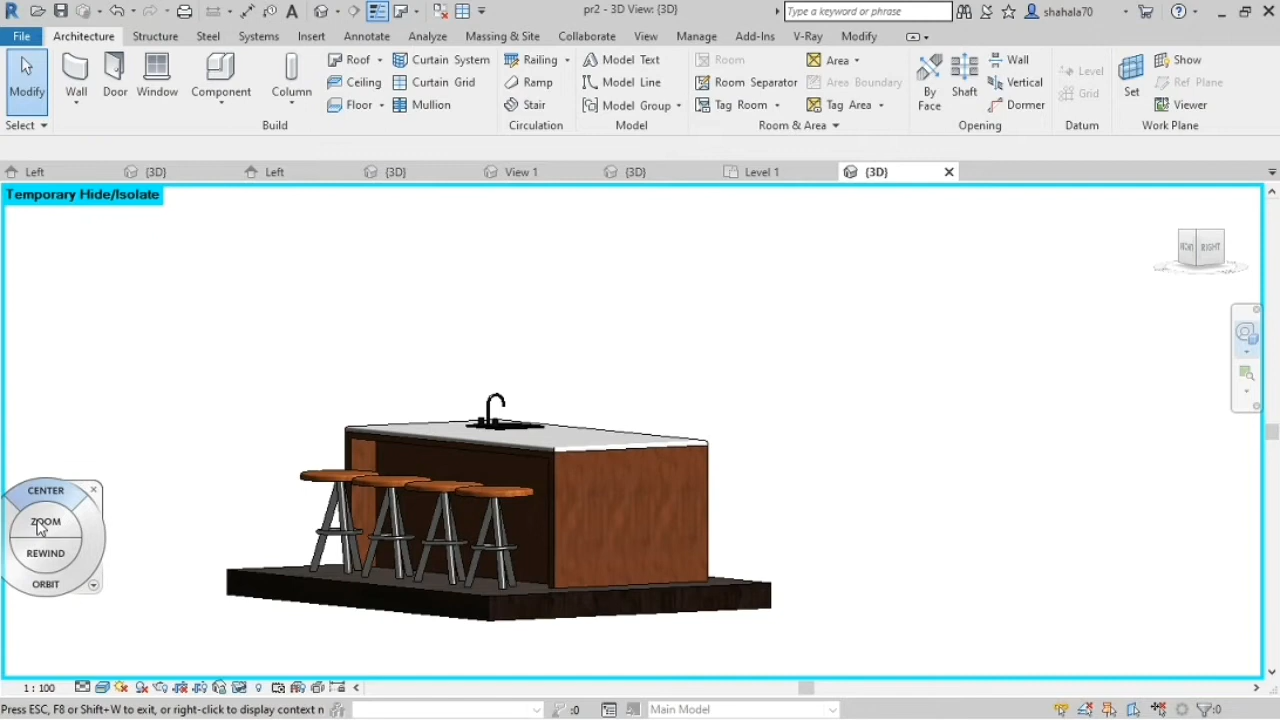 pr2 - 3D View: {3D}
Type a keyword or phrase
shahala70
File
Architecture
Structure
Steel
Systems
Insert
Annotate
Analyze
Massing & Site
Collaborate
View
Manage
Add-Ins
V-Ray
Modify
Modify
Wall
Door
Window
Component
Column
Roof
Ceiling
Floor
Curtain System
Curtain Grid
Mullion
Railing
Ramp
Stair
Model Text
Model Line
Model Group
Room
Room Separator
Tag Room
Area
Area Boundary
Tag Area
By
Face
Shaft
Wall
Vertical
Dormer
Level
Grid
Set
Show
Ref Plane
Viewer
Select
Build
Circulation
Model
Room & Area
Opening
Datum
Work Plane
Left
{3D}
Left
{3D}
View 1
{3D}
Level 1
{3D}
Temporary Hide/Isolate
RIGHT
CENTER
ZOOM
REWIND
ORBIT
1 : 100
Press ESC, F8 or Shift+W to exit, or right-click to display context n
:0
Main Model
:0